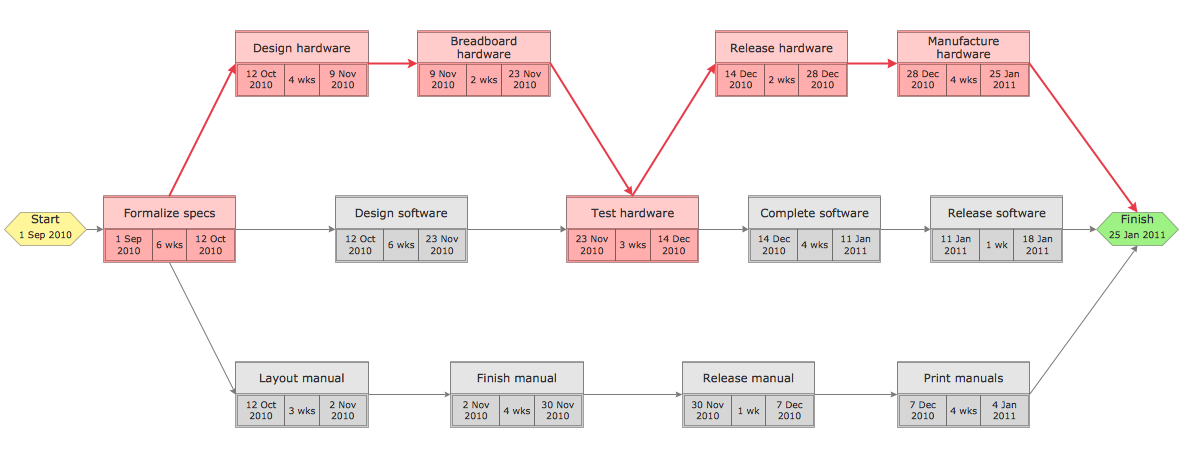 Design hardware
12 Oct
2010
4 wks
9 Nov
2010
Breadboard
hardware
9 Nov
2010
2 wks
23 Nov
2010
Release hardware
14 Dec
2010
2 wks
28 Dec
2010
Manufacture
hardware
28 Dec
2010
4 wks
25 Jan
2011
Start
1 Sep 2010
Formalize specs
1 Sep
2010
6 wks
12 Oct
2010
Design software
12 Oct
2010
6 wks
23 Nov
2010
Test hardware
23 Nov
2010
3 wks
14 Dec
2010
Complete software
14 Dec
2010
4 wks
11 Jan
2011
Release software
11 Jan
2011
1 wk
18 Jan
2011
Finish
25 Jan 2011
Layout manual
12 Oct
2010
3 wks
2 Nov
2010
Finish manual
2 Nov
2010
4 wks
30 Nov
2010
Release manual
30 Nov
2010
1 wk
7 Dec
2010
Print manuals
7 Dec
2010
4 wks
4 Jan
2011